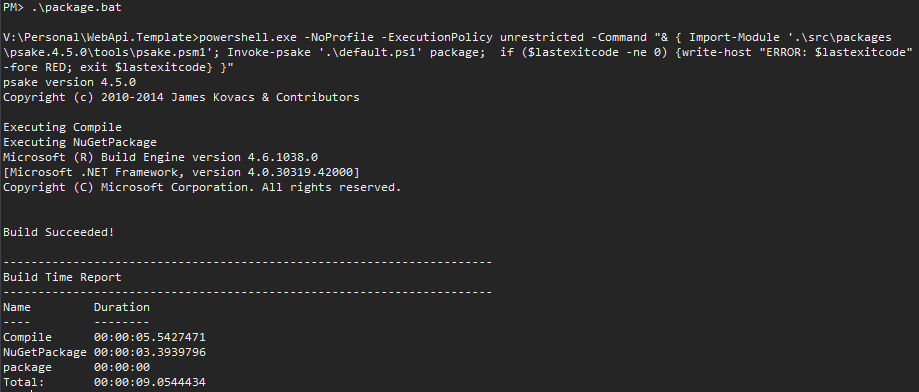 PM> .\package.bat
V:\Personal\WebApi.Template>powershell.exe -NoProfile -ExecutionPolicy unrestricted -Command "& { Import-Module '.\src\packages
\psake.4.5.0\tools\psake.psm1'; Invoke-psake '.\default.ps1' package;  if ($lastexitcode -ne 0) {write-host "ERROR: $lastexitcode"
-fore RED; exit $lastexitcode} }"
psake version 4.5.0
Copyright (c) 2010-2014 James Kovacs & Contributors
Executing Compile
Executing NuGetPackage
Microsoft (R) Build Engine version 4.6.1038.0
[Microsoft .NET Framework, version 4.0.30319.42000]
Copyright (C) Microsoft Corporation. All rights reserved.
Build Succeeded!
----------------------------------------------------------------------
Build Time Report
----------------------------------------------------------------------
Name         Duration
----         --------
Compile      00:00:05.5427471
NuGetPackage 00:00:03.3939796
package      00:00:00
Total:       00:00:09.0544434